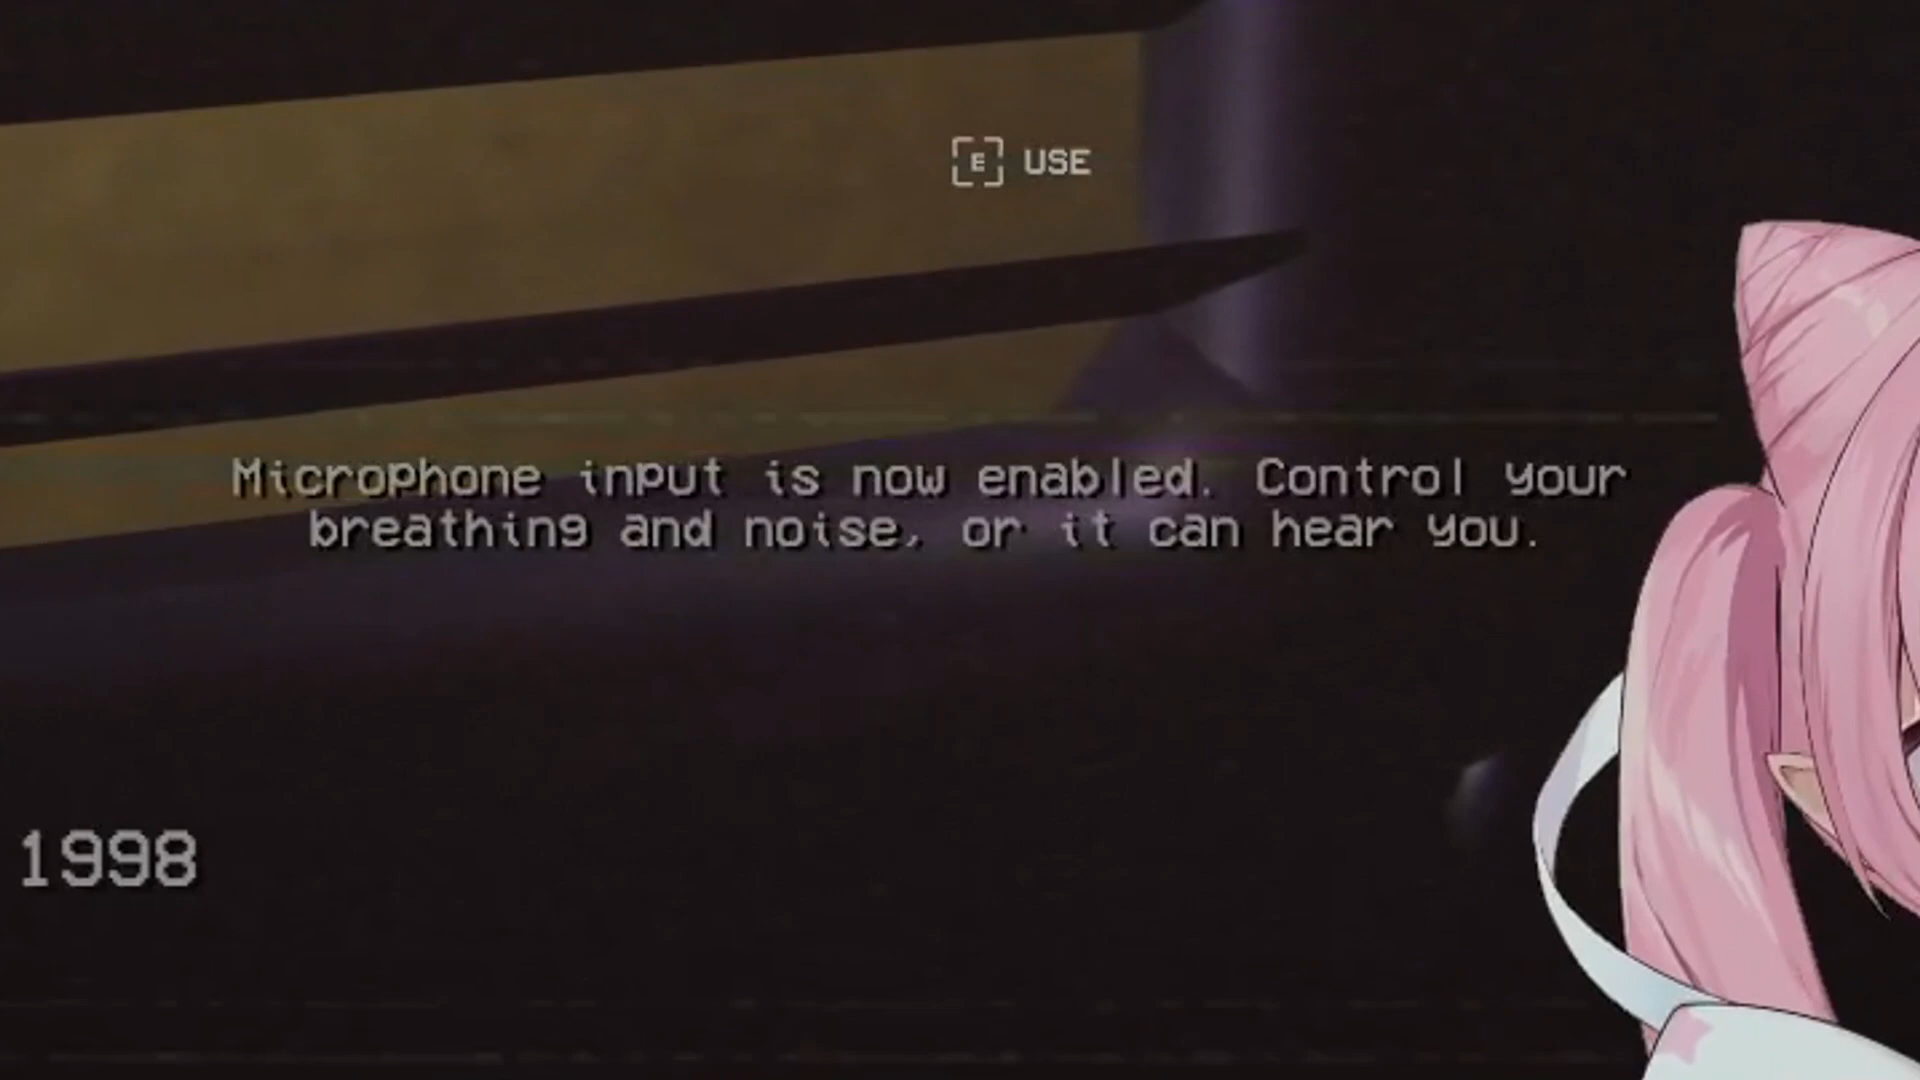 E USE
Microphone input is now enabled. Control your
breathing and noise, or it can hear you.
1998